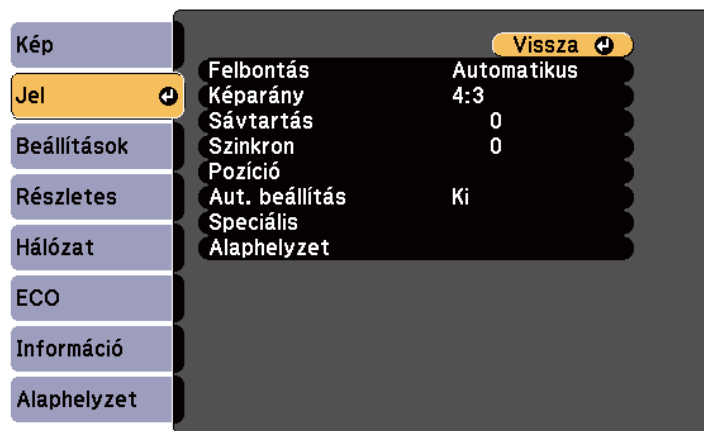 Kép
Jel
Beállítások
Részletes
Hálózat
ECO
Információ
Alaphelyzet
Vissza
Felbontás Automatikus
Képarány 4:3
Sávtartás 0
Szinkron 0
Pozíció
Aut. beállítás Ki
Speciális
Alaphelyzet